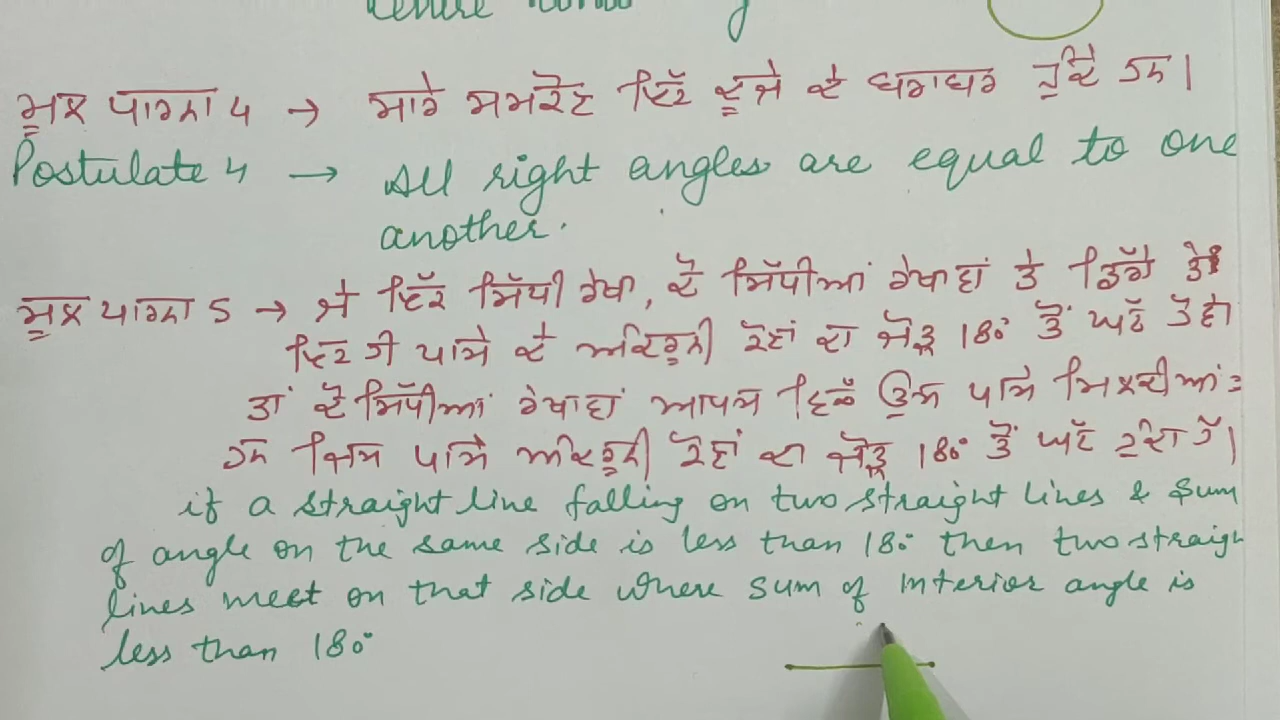 ਮੂਲ ਧਾਰਨਾ 4 → ਸਾਰੇ ਸਮਕੋਣ ਇੱਕ ਦੂਜੇ ਦੇ ਬਰਾਬਰ ਹੁੰਦੇ ਹਨ।
Postulate 4 → All right angles are equal to one
another.
ਮੂਲ ਧਾਰਨਾ 5 → ਜੇ ਇੱਕ ਸਿੱਧੀ ਰੇਖਾ, ਦੋ ਸਿੱਧੀਆਂ ਰੇਖਾਵਾਂ ਤੇ ਡਿੱਗੇ ਤੇ
ਇਕ ਹੀ ਪਾਸੇ ਦੇ ਅੰਦਰੂਨੀ ਕੋਣਾਂ ਦਾ ਜੋੜ 180° ਤੋਂ ਘੱਟ ਹੋਵੇ
ਤਾਂ ਦੋ ਸਿੱਧੀਆਂ ਰੇਖਾਵਾਂ ਆਪਸ ਵਿੱਚ ਉਸ ਪਾਸੇ ਮਿਲਦੀਆਂ
ਹਨ ਜਿਸ ਪਾਸੇ ਅੰਦਰੂਨੀ ਕੋਣਾਂ ਦਾ ਜੋੜ 180° ਤੋਂ ਘੱਟ ਹੁੰਦਾ ਹੈ।
if a straight line falling on two straight lines & sum
of angle on the same side is less than 180° then two straigh
lines meet on that side where sum of interior angle is
less than 180°